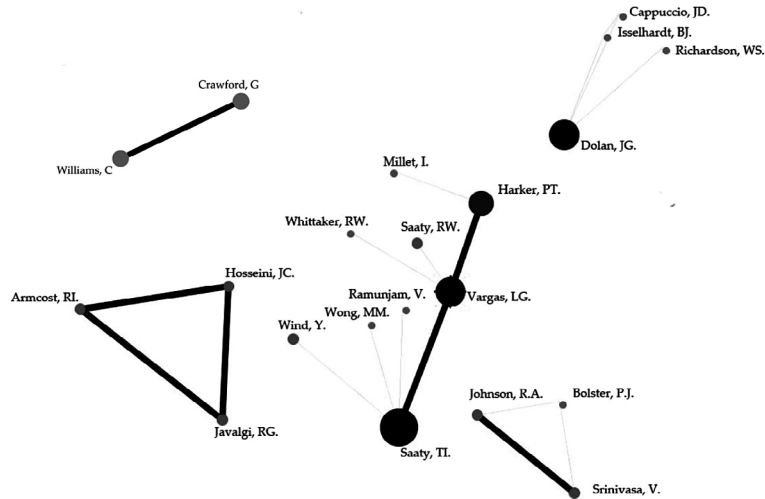 Cappuccio, JD.
Isselhardt, BJ.
Richardson, WS.
Crawford, G
Dolan, JG.
Williams, C
Millet, I.
Harker, PT.
Whittaker, RW.
Saaty, RW.
Hosseini, JC.
Armcost, RI.
Ramunjam, V.
Vargas, LG.
Wong, MM.
Wind, Y.
Johnson, R.A.
Bolster, P.J.
Javalgi, RG.
Saaty, TI.
Srinivasa, V.